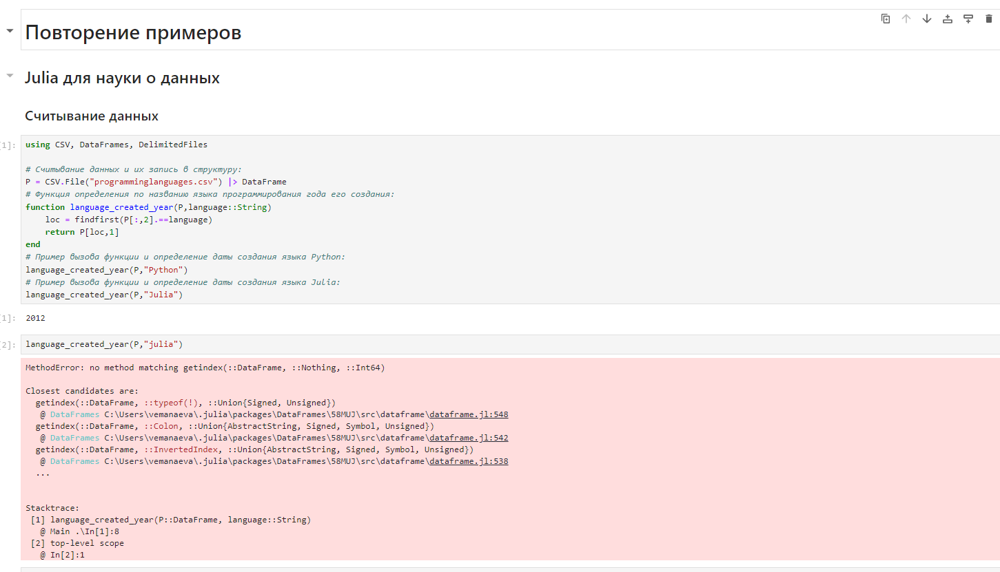 Повторение примеров
Julia для науки о данных
Считывание данных
[1]:
using CSV, DataFrames, DelimitedFiles
# Считывание данных и их запись в структуру:
P = CSV.File("programminglanguages.csv") |> DataFrame
# Функция определения по названию языка программирования года его создания:
function language_created_year(P,language::String)
loc = findfirst(P[:,2].==language)
return P[loc,1]
end
# Пример вызова функции и определение даты создания языка Python:
language_created_year(P,"Python")
# Пример вызова функции и определение даты создания языка Julia:
language_created_year(P,"Julia")
[1]: 2012
[2]: language_created_year(P,"julia")
MethodError: no method matching getindex(::DataFrame, ::Nothing, ::Int64)
Closest candidates are:
getindex(::DataFrame, ::typeof(!), ::Union{Signed, Unsigned})
@ DataFrames C:\Users\vemanaeva\.julia\packages\DataFrames\58MUJ\src\dataframe\dataframe.jl:548
getindex(::DataFrame, ::Colon, ::Union{AbstractString, Signed, Symbol, Unsigned})
@ DataFrames C:\Users\vemanaeva\.julia\packages\DataFrames\58MUJ\src\dataframe\dataframe.jl:542
getindex(::DataFrame, ::InvertedIndex, ::Union{AbstractString, Signed, Symbol, Unsigned})
@ DataFrames C:\Users\vemanaeva\.julia\packages\DataFrames\58MUJ\src\dataframe\dataframe.jl:538
...
Stacktrace:
[1] language_created_year(P::DataFrame, language::String)
@ Main .\In[1]:8
[2] top-level scope
@ In[2]:1